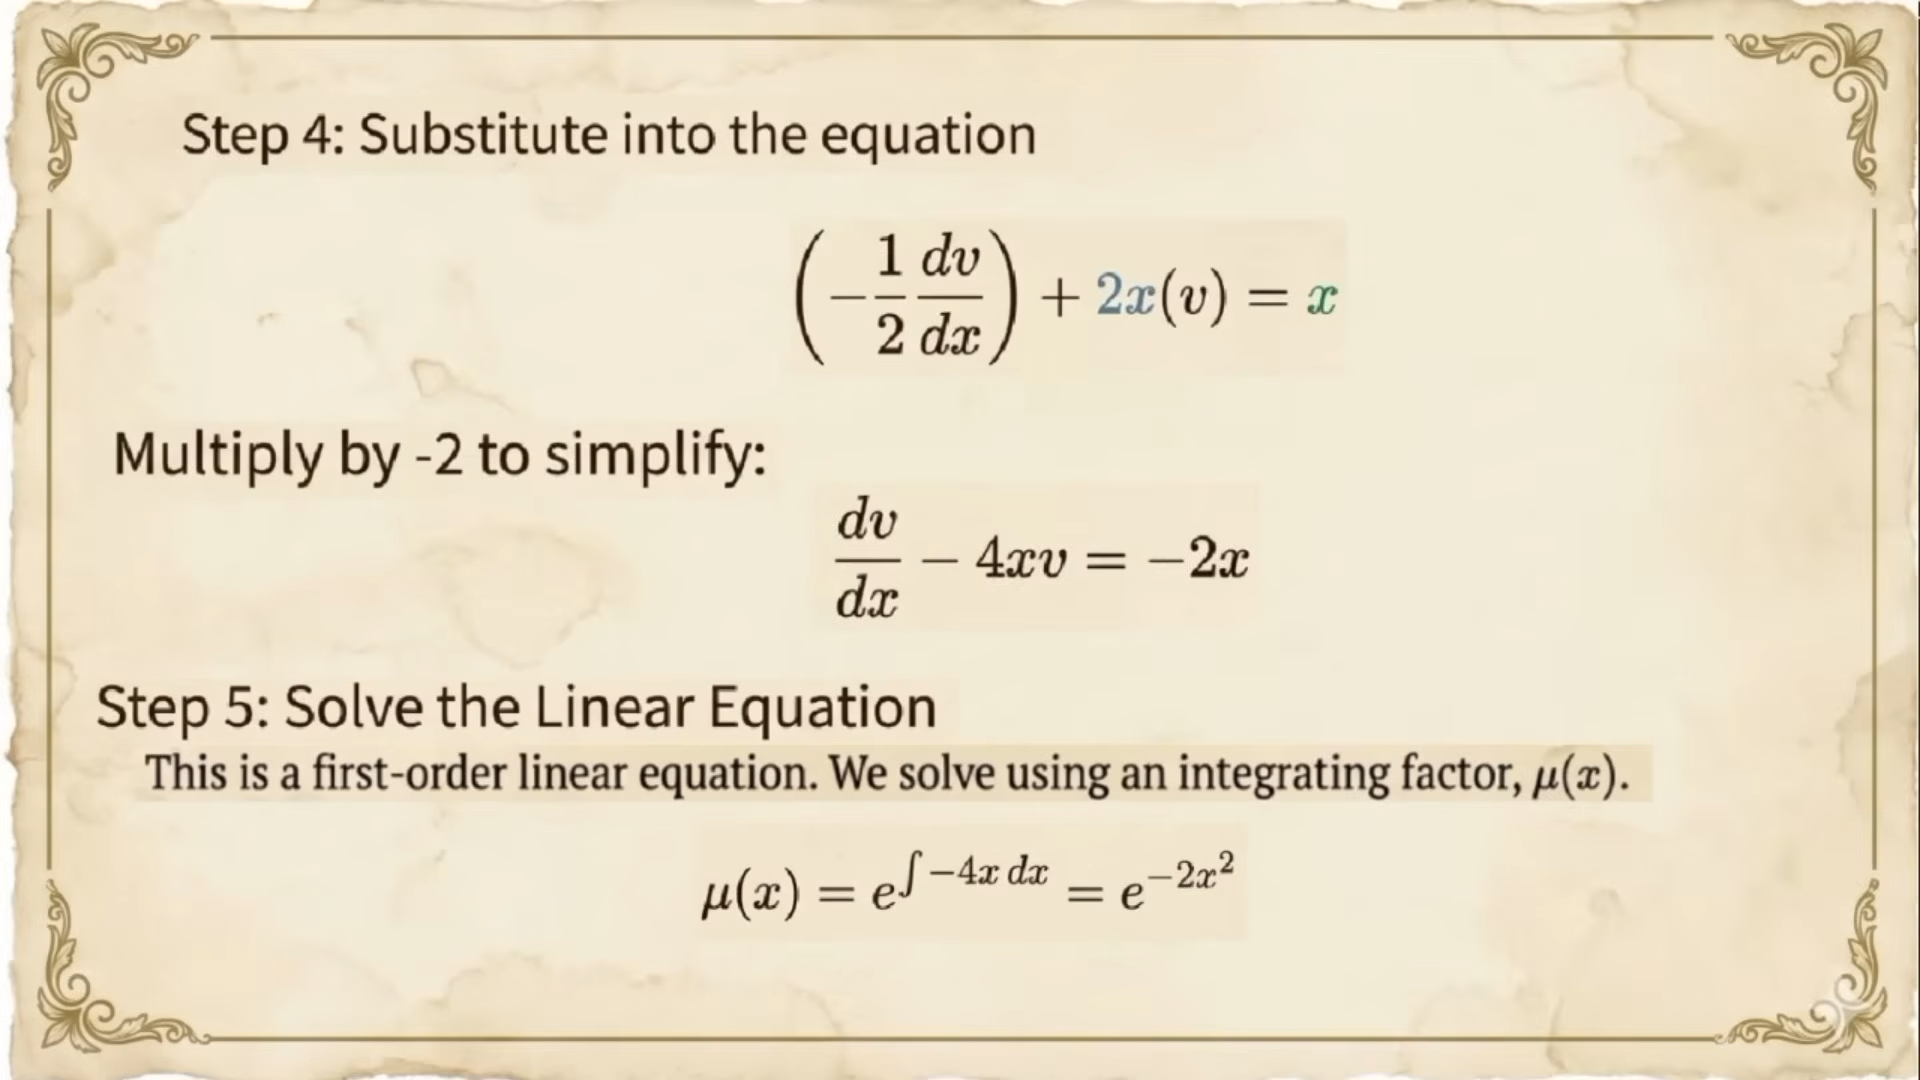 Step 4: Substitute into the equation
(−1/2 dv/dx) + 2x(v) = x
Multiply by -2 to simplify:
dv/dx − 4xv = −2x
Step 5: Solve the Linear Equation
This is a first-order linear equation. We solve using an integrating factor, μ(x).
μ(x) = e^{∫ −4x dx} = e^{−2x²}